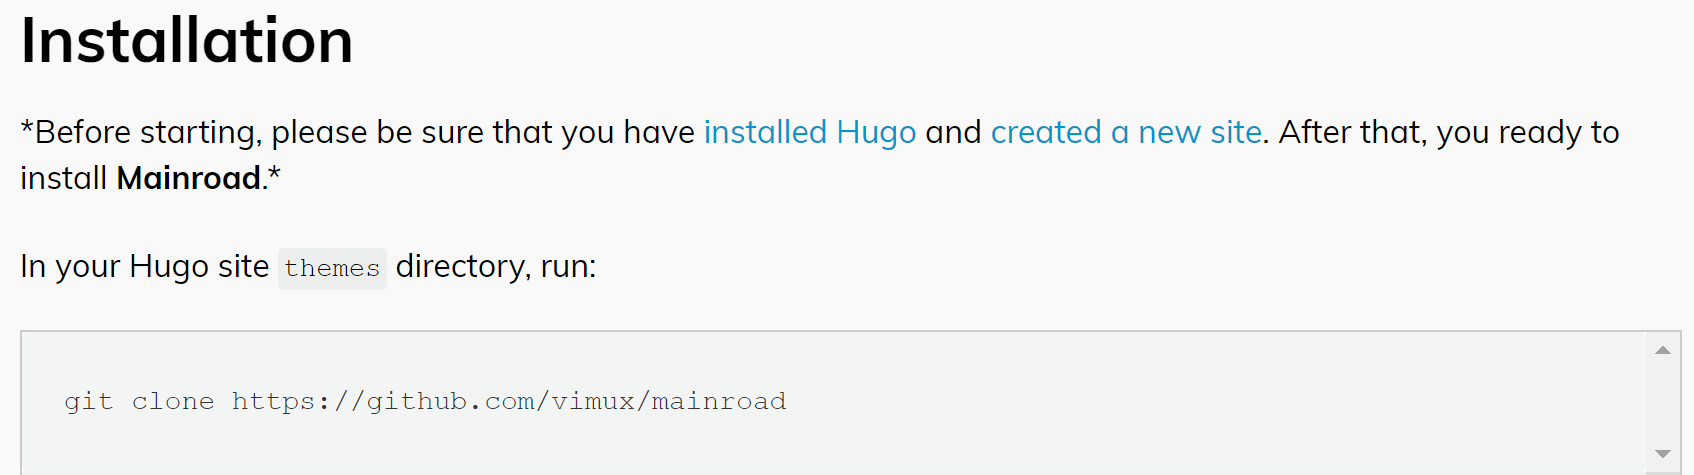 Installation
*Before starting, please be sure that you have installed Hugo and created a new site. After that, you ready to
install Mainroad.*
In your Hugo site themes directory, run:
git clone https://github.com/vimux/mainroad